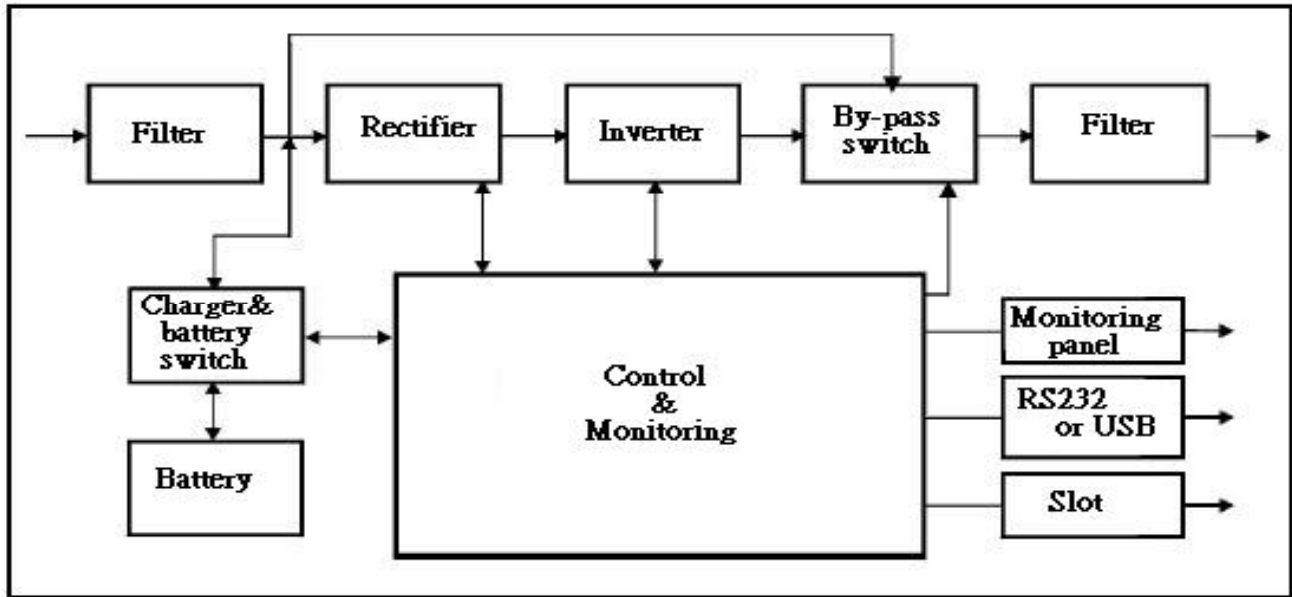 Filter
Rectifier
Inverter
By-pass
switch
Filter
Charger&
battery
switch
Battery
Control
&
Monitoring
Monitoring
panel
RS232
or USB
Slot